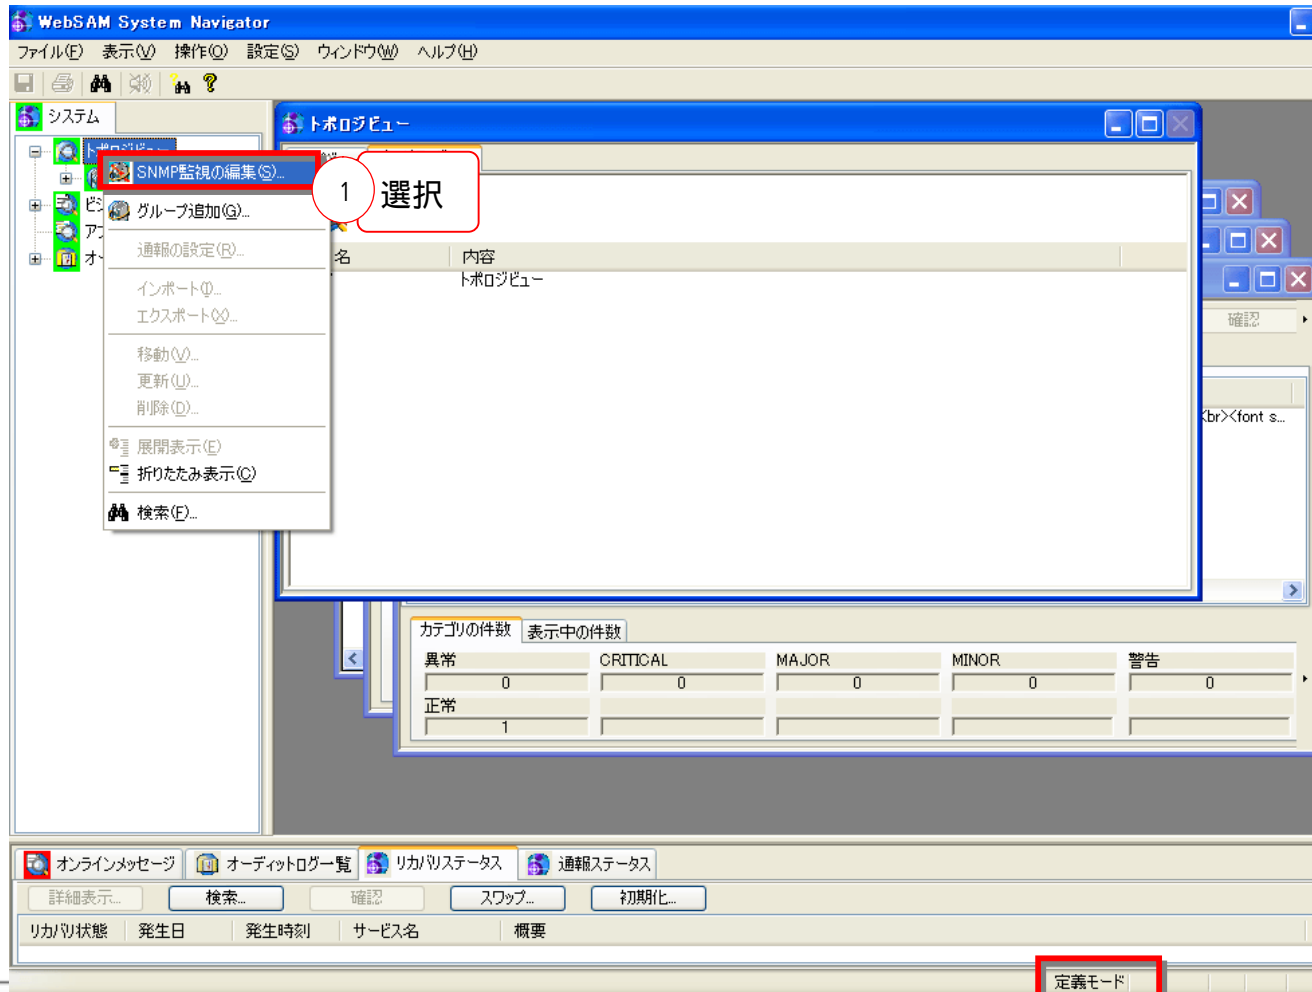 WebSAM System Navigator
ファイル(F) 表示(V) 操作(O) 設定(S) ウィンドウ(W) ヘルプ(H)
システム
トポロジビュー
トポロジビュー
SNMP監視の編集(S)...
1 選択
グループ追加(G)...
通報の設定(R)...
名 内容
トポロジビュー
インポート(I)...
エクスポート(X)...
確認
移動(V)...
更新(U)...
削除(D)...
<br><font s...
展開表示(E)
折りたたみ表示(C)
検索(F)...
カテゴリの件数 表示中の件数
異常 CRITICAL MAJOR MINOR 警告
0 0 0 0 0
正常
1
オンラインメッセージ オーディットログ一覧 リカバリステータス 通報ステータス
詳細表示... 検索... 確認 スワップ... 初期化...
リカバリ状態 発生日 発生時刻 サービス名 概要
定義モード